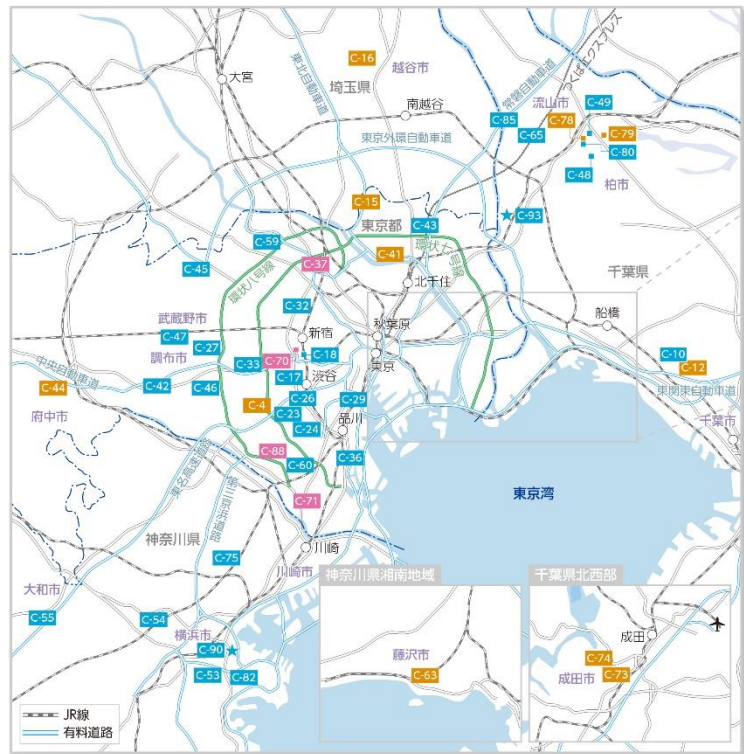 C-16
越谷市
大宮
東北自動車道
埼玉県
常磐自動車道
つくばエクスプレス
流山市
C-49
南越谷
C-85
C-65
C-78
C-79
C-80
東京外環自動車道
C-48
柏市
C-15
東京都
C-43
C-93
C-59
C-45
環状八号線
C-37
C-41
環状七号線
北千住
千葉県
C-32
武蔵野市
C-47
調布市
C-27
新宿
秋葉原
船橋
C-70
C-18
C-33
東京
C-10
C-12
中央自動車道
C-44
C-42
C-46
C-17
渋谷
東関東自動車道
府中市
C-4
C-26
C-29
C-23
C-24
品川
千葉市
C-88
C-60
C-36
東名高速道路
第三京浜道路
C-71
東京湾
神奈川県
川崎
C-75
川崎市
神奈川県湘南地域
千葉県北西部
大和市
C-55
C-54
横浜市
成田
C-90
藤沢市
C-74
C-53
C-82
C-63
成田市
C-73
JR線
有料道路